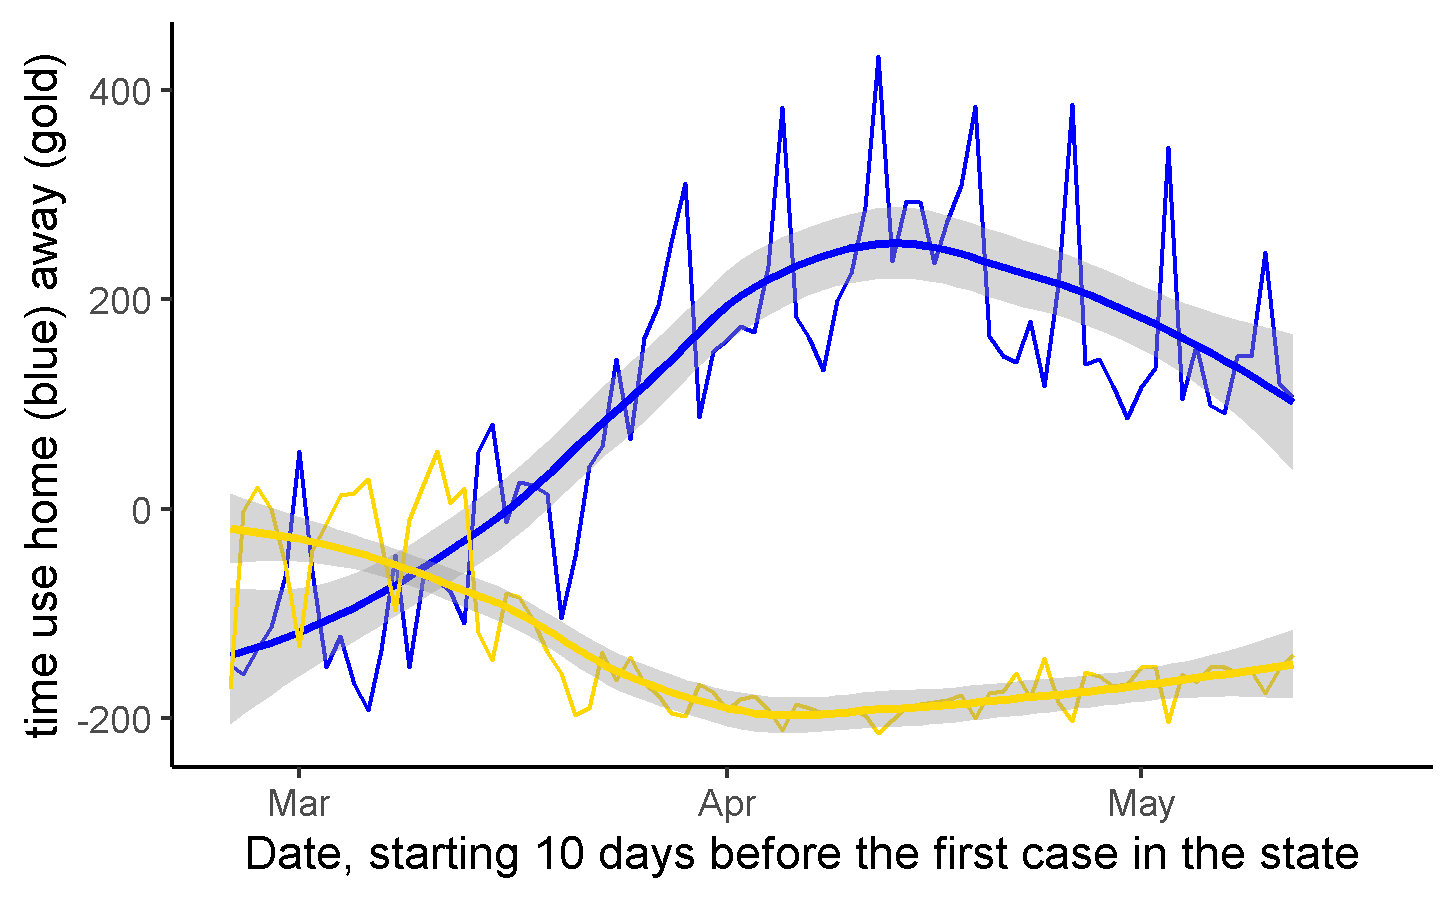 time use home (blue) away (gold)
400
200
0
-200
Mar
Apr
May
Date, starting 10 days before the first case in the state